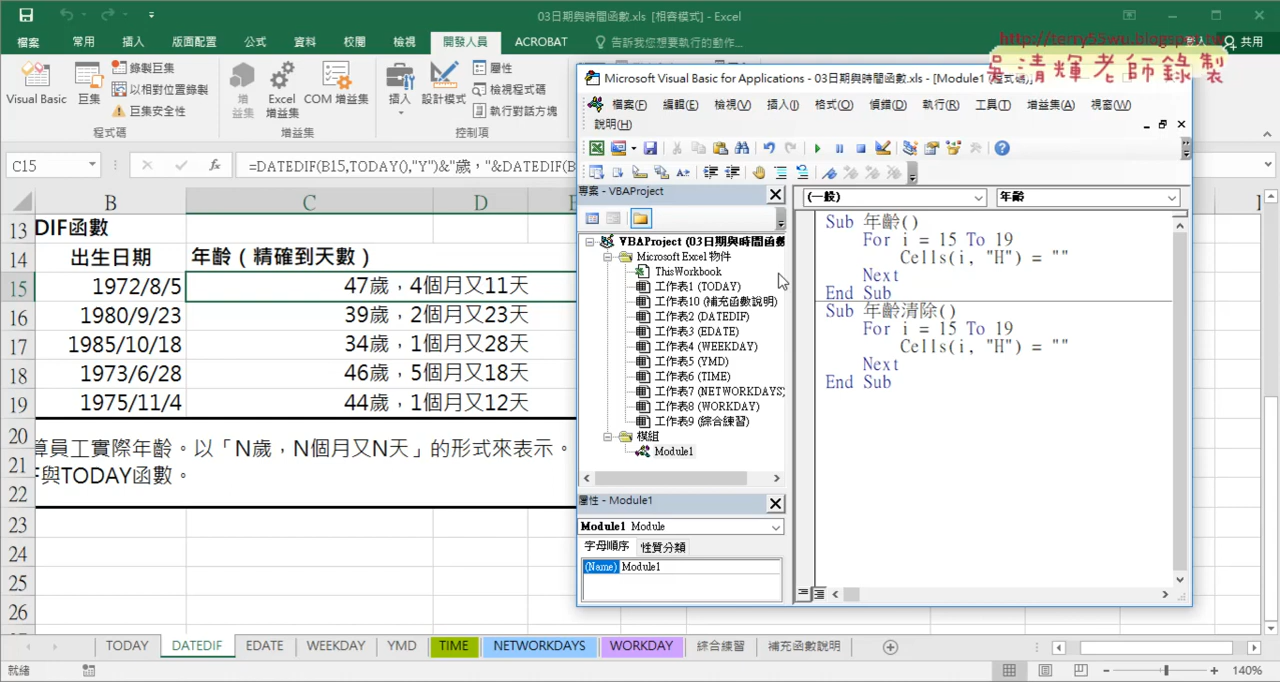 03日期與時間函數.xls [相容模式] - Excel
檔案 常用 插入 版面配置 公式 資料 校閱 檢視 開發人員 ACROBAT 告訴我您想要執行的動作... 共用
http://terry55wu.blogspot.tw
吳清輝老師錄製
Visual Basic 巨集 錄製巨集 以相對位置錄製 巨集安全性 增益集 Excel 增益集 COM 增益集 插入 設計模式 屬性 檢視程式碼 執行對話方塊
程式碼 增益集 控制項
C15 fx =DATEDIF(B15,TODAY(),"Y")&"歲，"&DATEDIF(B
B C D
13 DIF函數
14 出生日期 年齡（精確到天數）
15 1972/8/5 47歲，4個月又11天
16 1980/9/23 39歲，2個月又23天
17 1985/10/18 34歲，1個月又28天
18 1973/6/28 46歲，5個月又18天
19 1975/11/4 44歲，1個月又12天
20
21 算員工實際年齡。以「N歲，N個月又N天」的形式來表示。
22 與TODAY函數。
23
24
25
26
Microsoft Visual Basic for Applications - 03日期與時間函數.xls - [Module1 (程式碼)]
檔案(F) 編輯(E) 檢視(V) 插入(I) 格式(O) 偵錯(D) 執行(R) 工具(T) 增益集(A) 視窗(W)
說明(H)
專案 - VBAProject
VBAProject (03日期與時間函數
Microsoft Excel 物件
ThisWorkbook
工作表1 (TODAY)
工作表10 (補充函數說明)
工作表2 (DATEDIF)
工作表3 (EDATE)
工作表4 (WEEKDAY)
工作表5 (YMD)
工作表6 (TIME)
工作表7 (NETWORKDAYS)
工作表8 (WORKDAY)
工作表9 (綜合練習)
模組
Module1
屬性 - Module1
Module1 Module
字母順序 性質分類
(Name) Module1
(一般) 年齡
Sub 年齡()
For i = 15 To 19
Cells(i, "H") = ""
Next
End Sub
Sub 年齡清除()
For i = 15 To 19
Cells(i, "H") = ""
Next
End Sub
TODAY DATEDIF EDATE WEEKDAY YMD TIME NETWORKDAYS WORKDAY 綜合練習 補充函數說明
就緒 140%